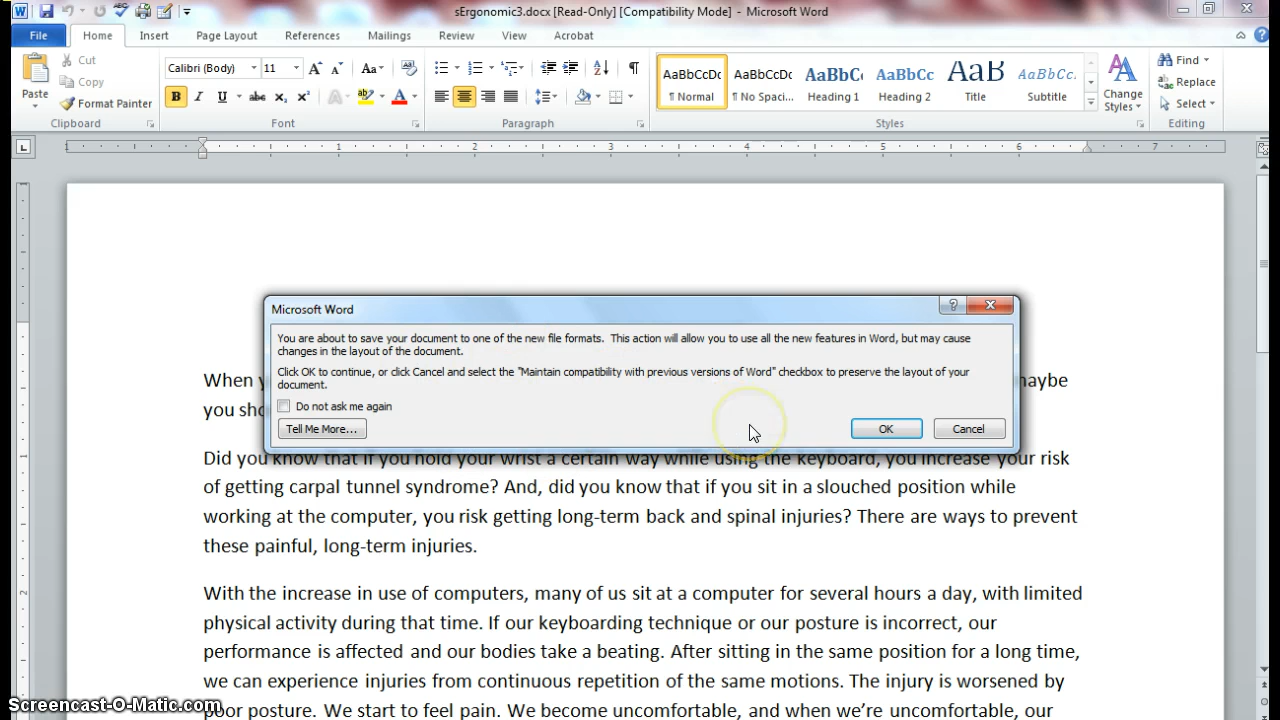 sErgonomic3.docx [Read-Only] [Compatibility Mode] - Microsoft Word
File Home Insert Page Layout References Mailings Review View Acrobat
Paste
Cut
Copy
Format Painter
Clipboard
Calibri (Body) 11
Font
Paragraph
AaBbCcDc AaBbCcDc AaBbC AaBbCc AaB AaBbCc.
¶ Normal ¶ No Spaci... Heading 1 Heading 2 Title Subtitle
Change
Styles
Styles
Find
Replace
Select
Editing
1 1 2 3 4 5 6 7
Microsoft Word
You are about to save your document to one of the new file formats. This action will allow you to use all the new features in Word, but may cause
changes in the layout of the document.
Click OK to continue, or click Cancel and select the "Maintain compatibility with previous versions of Word" checkbox to preserve the layout of your
document.
Do not ask me again
Tell Me More... OK Cancel
When maybe
you
Did you know that if you hold your wrist a certain way while using the keyboard, you increase your risk
of getting carpal tunnel syndrome? And, did you know that if you sit in a slouched position while
working at the computer, you risk getting long-term back and spinal injuries? There are ways to prevent
these painful, long-term injuries.
With the increase in use of computers, many of us sit at a computer for several hours a day, with limited
physical activity during that time. If our keyboarding technique or our posture is incorrect, our
performance is affected and our bodies take a beating. After sitting in the same position for a long time,
we can experience injuries from continuous repetition of the same motions. The injury is worsened by
poor posture. We start to feel pain. We become uncomfortable, and when we're uncomfortable, our
Screencast-O-Matic.com